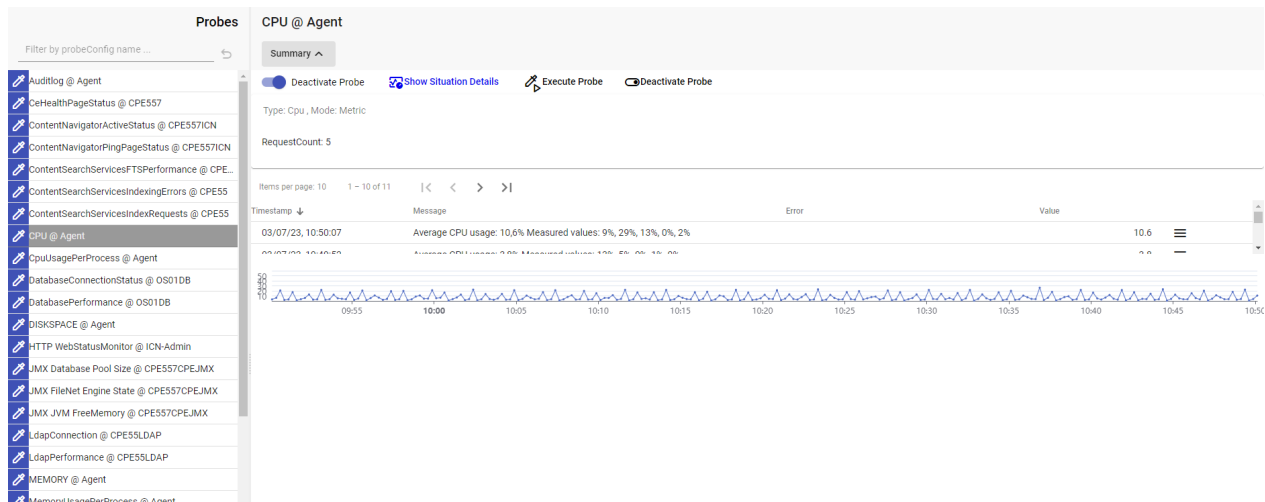 Probes
Filter by probeConfig name ...
Auditlog @ Agent
CeHealthPageStatus @ CPE557
ContentNavigatorActiveStatus @ CPE557ICN
ContentNavigatorPingPageStatus @ CPE557ICN
ContentSearchServicesFTSPerformance @ CPE...
ContentSearchServicesIndexingErrors @ CPE55
ContentSearchServicesIndexRequests @ CPE55
CPU @ Agent
CpuUsagePerProcess @ Agent
DatabaseConnectionStatus @ OS01DB
DatabasePerformance @ OS01DB
DISKSPACE @ Agent
HTTP WebStatusMonitor @ ICN-Admin
JMX Database Pool Size @ CPE557CPEJMX
JMX FileNet Engine State @ CPE557CPEJMX
JMX JVM FreeMemory @ CPE557CPEJMX
LdapConnection @ CPE55LDAP
LdapPerformance @ CPE55LDAP
MEMORY @ Agent
MemoryUsagePerProcess @ Agent
CPU @ Agent
Summary
Deactivate Probe Show Situation Details Execute Probe Deactivate Probe
Type: Cpu , Mode: Metric
RequestCount: 5
Items per page: 10 1 – 10 of 11
Timestamp Message Error Value
03/07/23, 10:50:07 Average CPU usage: 10,6% Measured values: 9%, 29%, 13%, 0%, 2% 10.6
50
10
09:55 10:00 10:05 10:10 10:15 10:20 10:25 10:30 10:35 10:40 10:45 10:50